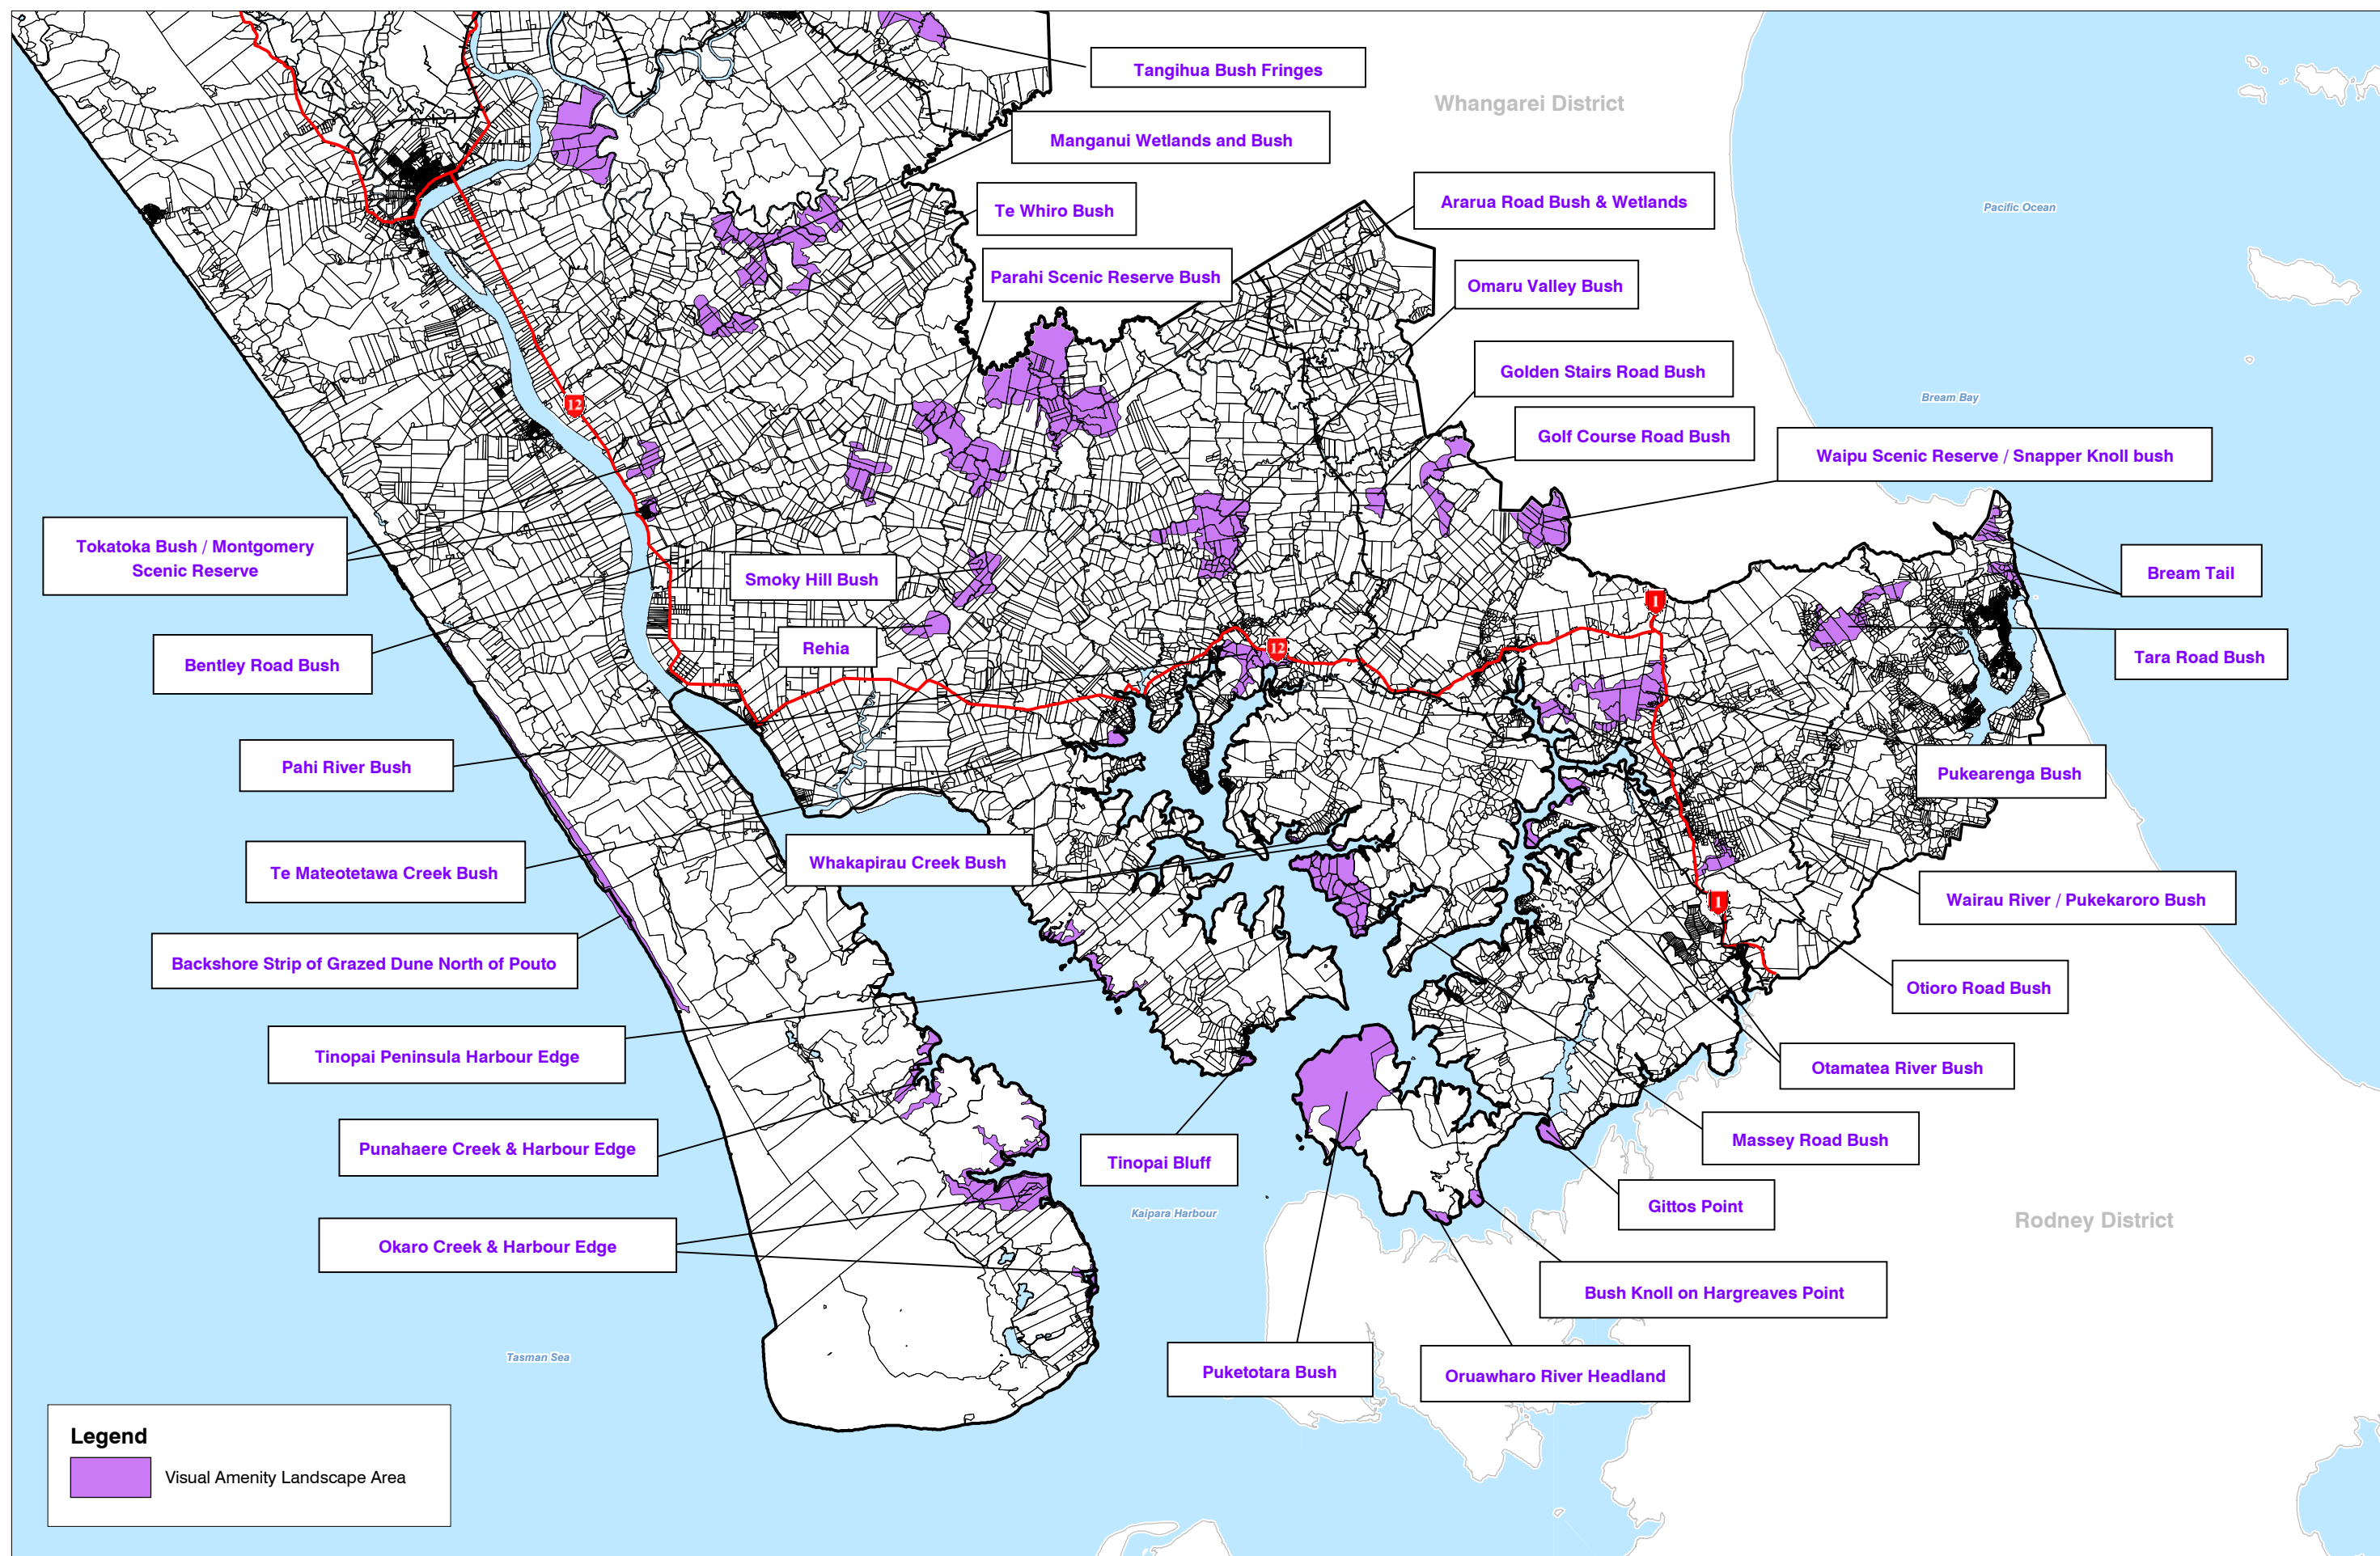 Tangihua Bush Fringes
Whangarei District
Manganui Wetlands and Bush
Ararua Road Bush & Wetlands
Te Whiro Bush
Pacific Ocean
Parahi Scenic Reserve Bush
Omaru Valley Bush
Golden Stairs Road Bush
Bream Bay
12
Golf Course Road Bush
Waipu Scenic Reserve / Snapper Knoll bush
Tokatoka Bush / Montgomery
Scenic Reserve
Smoky Hill Bush
Bream Tail
1
Rehia
12
Tara Road Bush
Bentley Road Bush
Pahi River Bush
Pukearenga Bush
Te Mateotetawa Creek Bush
Whakapirau Creek Bush
Wairau River / Pukekaroro Bush
1
Backshore Strip of Grazed Dune North of Pouto
Otioro Road Bush
Tinopai Peninsula Harbour Edge
Otamatea River Bush
Punahaere Creek & Harbour Edge
Tinopai Bluff
Massey Road Bush
Gittos Point
Kaipara Harbour
Rodney District
Okaro Creek & Harbour Edge
Bush Knoll on Hargreaves Point
Tasman Sea
Puketotara Bush
Oruawharo River Headland
Legend
Visual Amenity Landscape Area